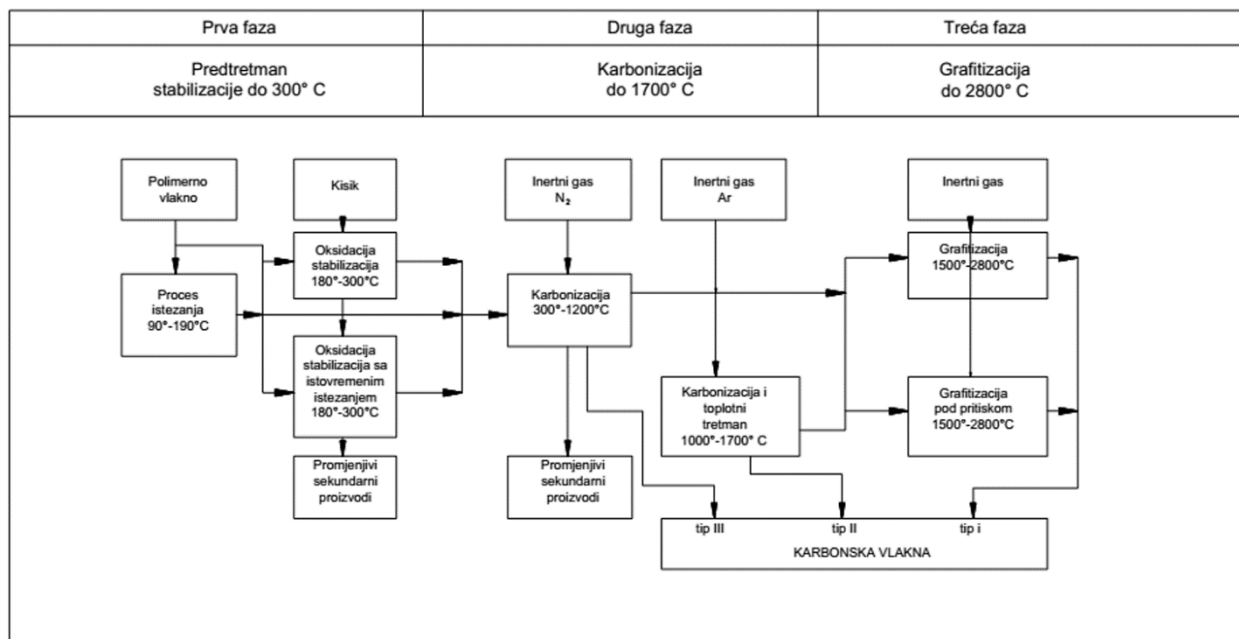 Prva faza
Druga faza
Treća faza
Predtretman
stabilizacije do 300° C
Karbonizacija
do 1700° C
Grafitizacija
do 2800° C
Polimerno
vlakno
Kisik
Inertni gas
N₂
Inertni gas
Ar
Inertni gas
Oksidacija
stabilizacija
180°-300°C
Grafitizacija
1500°-2800°C
Proces
istezanja
90°-190°C
Karbonizacija
300°-1200°C
Oksidacija
stabilizacija sa
istovremenim
istezanjem
180°-300°C
Karbonizacija i
toplotni
tretman
1000°-1700° C
Grafitizacija
pod pritiskom
1500°-2800°C
Promjenjivi
sekundarni
proizvodi
Promjenjivi
sekundarni
proizvodi
tip III
tip II
tip i
KARBONSKA VLAKNA